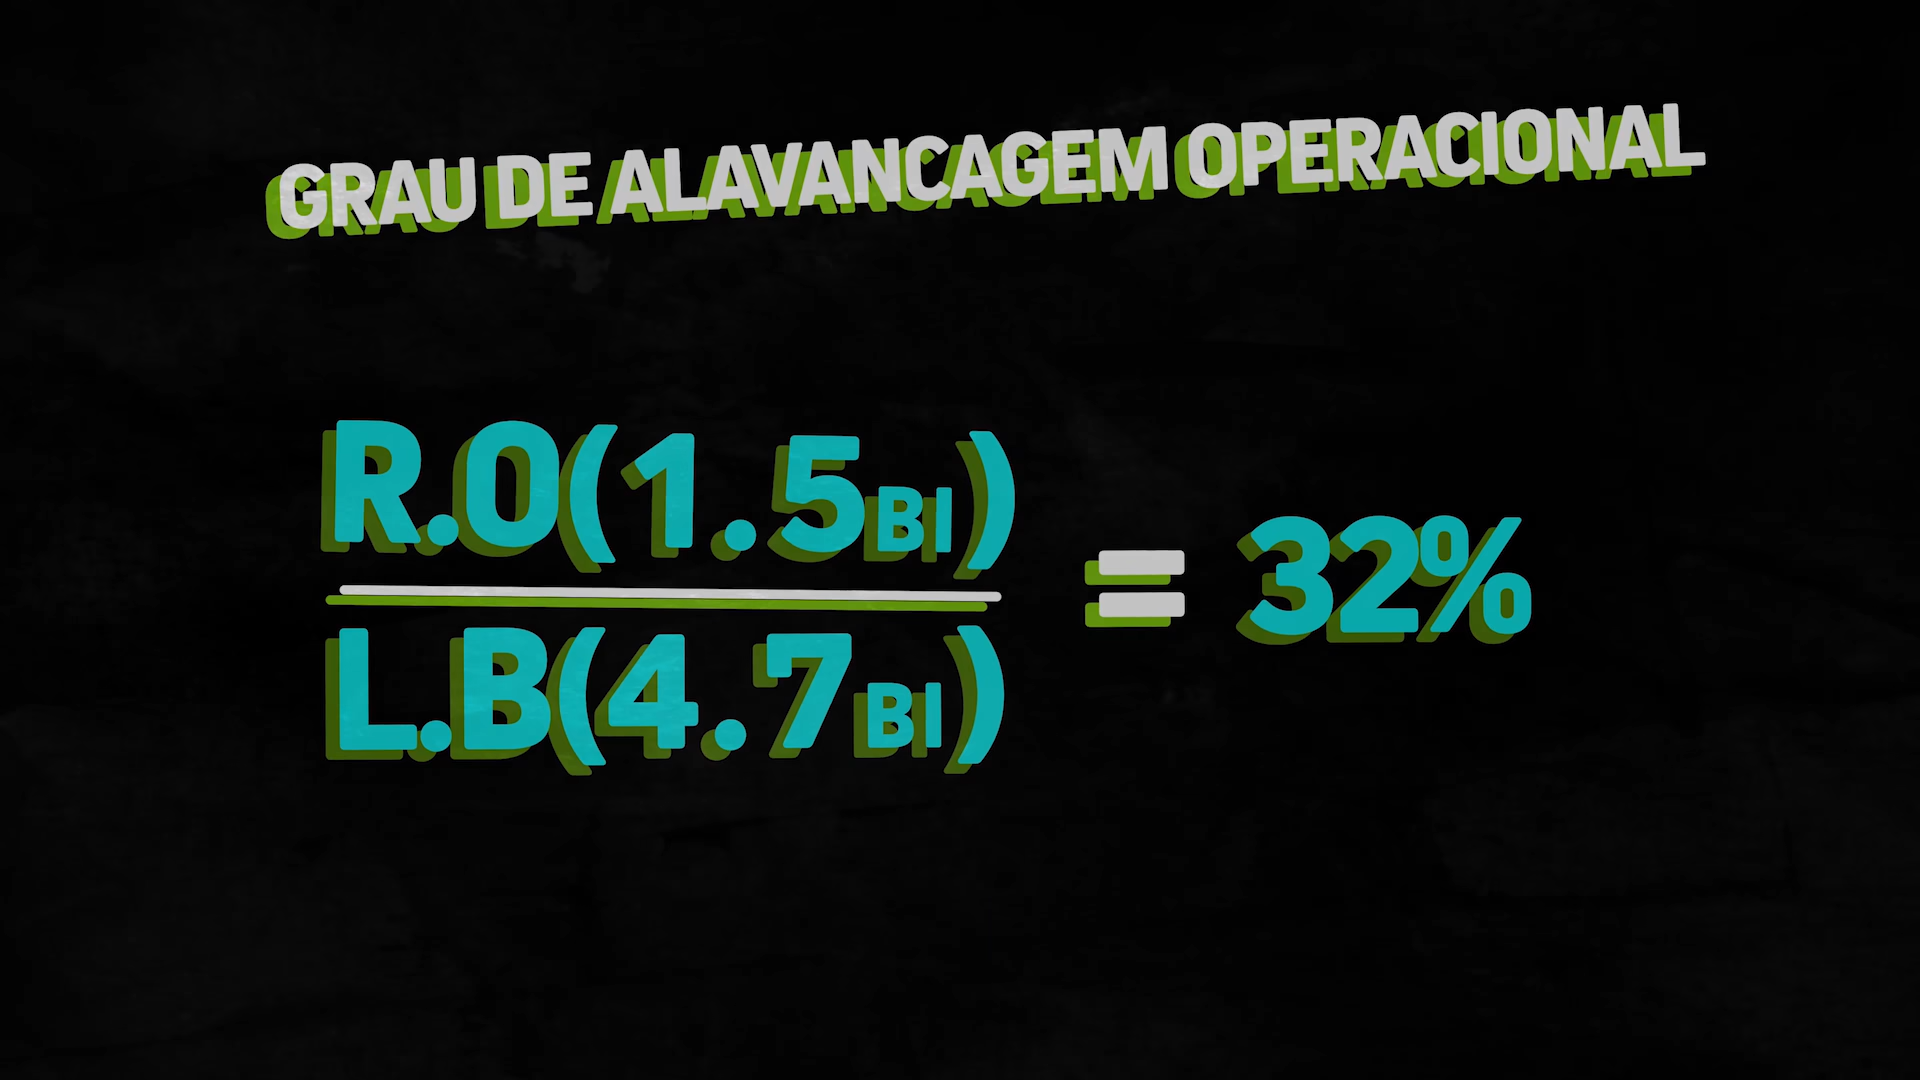 GRAU DE ALAVANCAGEM OPERACIONAL
R.O(1.5BI)
L.B(4.7BI)
= 32%